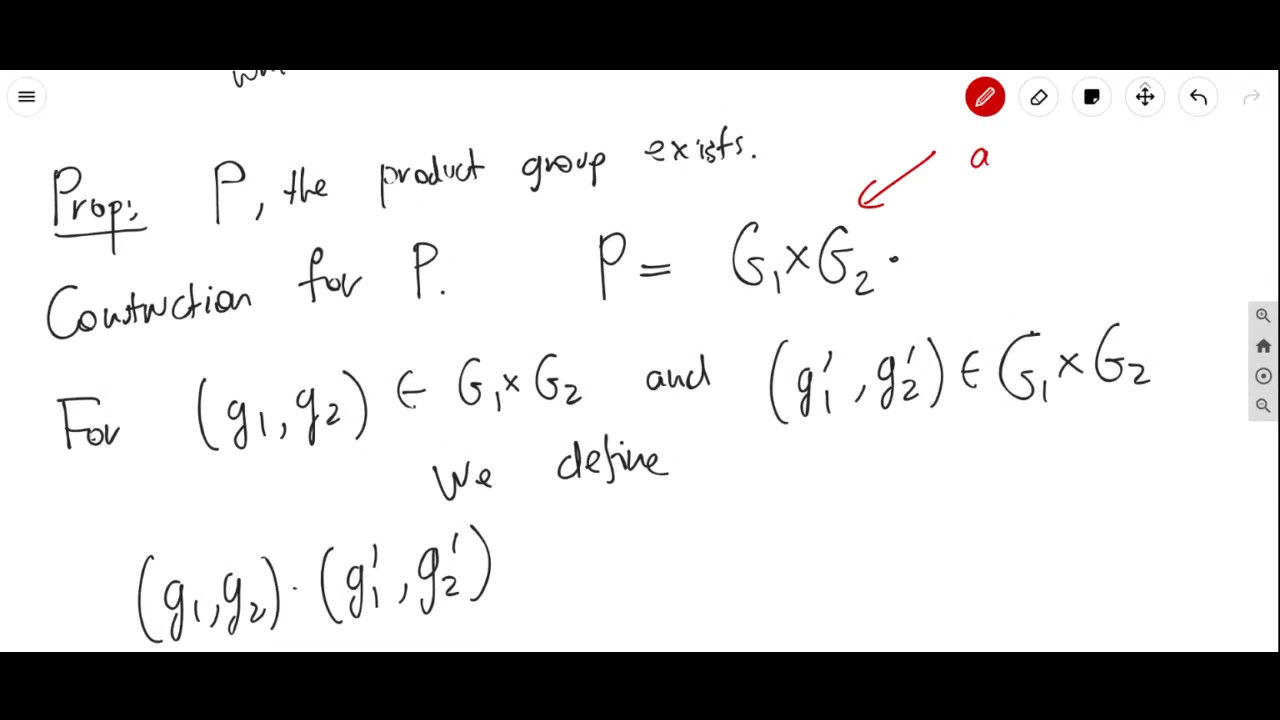 Prop: P, the product group exists.
a
Construction for P. P = G₁×G₂.
For (g₁, g₂) ∈ G₁×G₂ and (g₁', g₂') ∈ G₁×G₂
We define
(g₁, g₂)·(g₁', g₂')